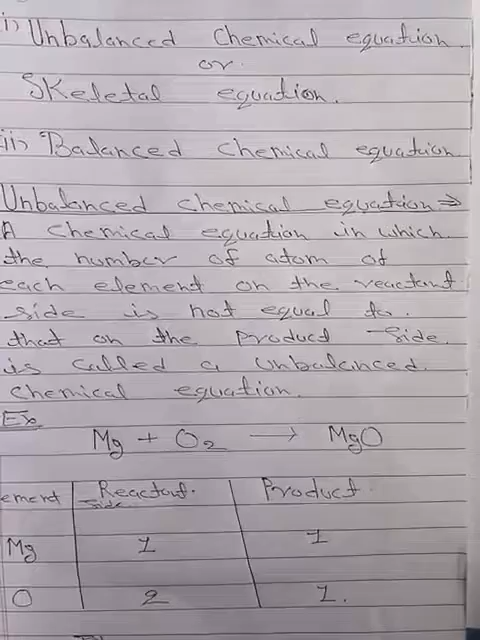 i) Unbalanced Chemical equation.
or
Skeletal equation.
ii) Balanced chemical equation
Unbalanced chemical equation ⇒
A chemical equation in which
the number of atom of
each element on the reactant
side is not equal to
that on the product side
is called a unbalanced
chemical equation.
Ex
Mg + O₂ → MgO
ement Reactant side Product
Mg 1 1
O 2 1.